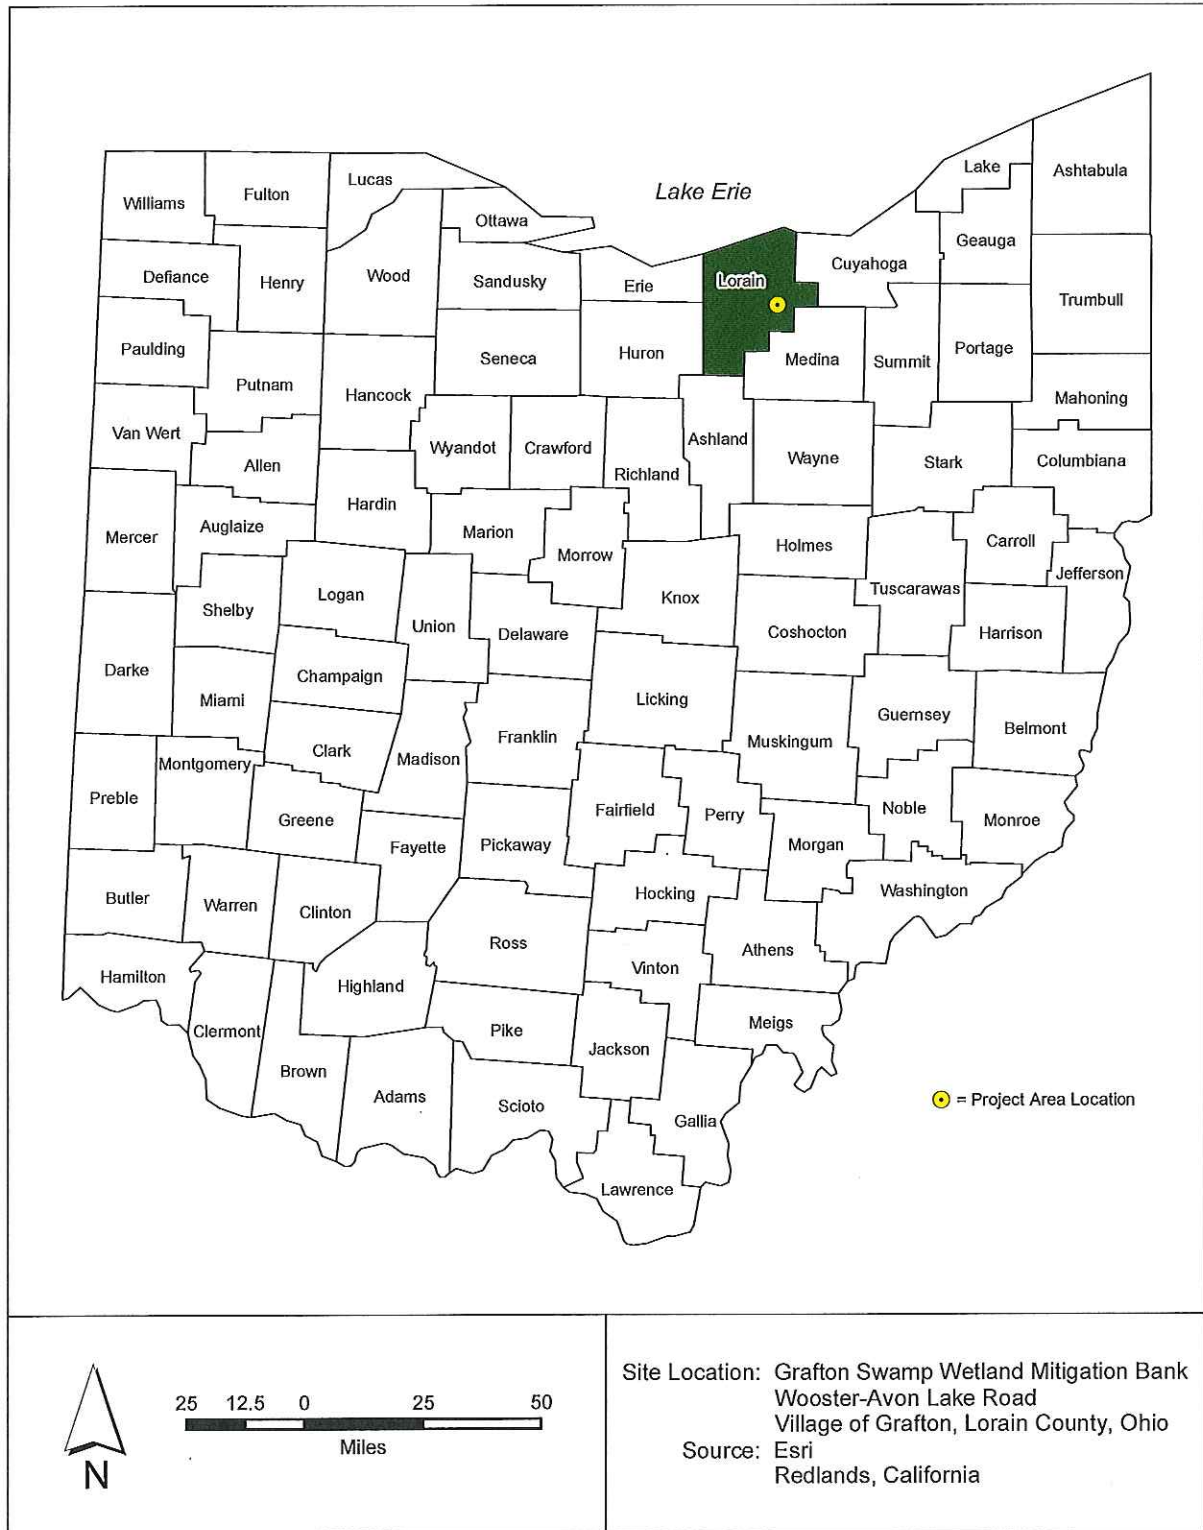 Lake Erie
Williams
Fulton
Lucas
Ottawa
Lake
Ashtabula
Geauga
Defiance
Henry
Wood
Sandusky
Erie
Lorain
Cuyahoga
Trumbull
Paulding
Putnam
Hancock
Seneca
Huron
Medina
Summit
Portage
Mahoning
Van Wert
Allen
Wyandot
Crawford
Richland
Ashland
Wayne
Stark
Columbiana
Mercer
Auglaize
Hardin
Marion
Morrow
Holmes
Carroll
Jefferson
Tuscarawas
Shelby
Logan
Union
Delaware
Knox
Coshocton
Harrison
Darke
Miami
Champaign
Licking
Guernsey
Belmont
Muskingum
Clark
Madison
Franklin
Montgomery
Preble
Greene
Fayette
Pickaway
Fairfield
Perry
Morgan
Noble
Monroe
Washington
Butler
Warren
Clinton
Hocking
Ross
Athens
Vinton
Hamilton
Highland
Meigs
Clermont
Pike
Jackson
Brown
Adams
Scioto
Gallia
Lawrence
= Project Area Location
N
25 12.5 0 25 50
Miles
Site Location: Grafton Swamp Wetland Mitigation Bank
Wooster-Avon Lake Road
Village of Grafton, Lorain County, Ohio
Source: Esri
Redlands, California